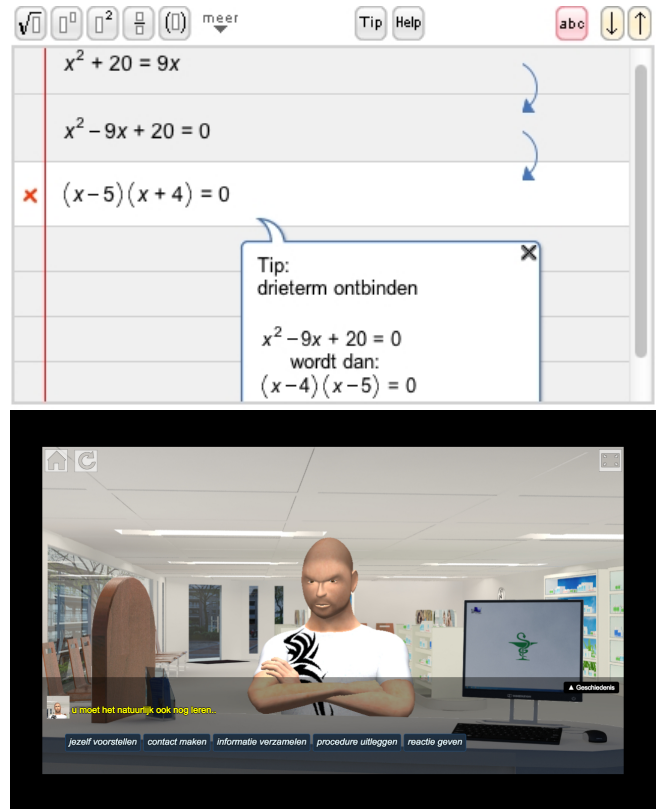 meer
Tip Help abc
x² + 20 = 9x
x² – 9x + 20 = 0
(x – 5)(x + 4) = 0
Tip:
drieterm ontbinden
x² – 9x + 20 = 0
wordt dan:
(x – 4)(x – 5) = 0
▲ Geschiedenis
u moet het natuurlijk ook nog leren..
jezelf voorstellen contact maken informatie verzamelen procedure uitleggen reactie geven